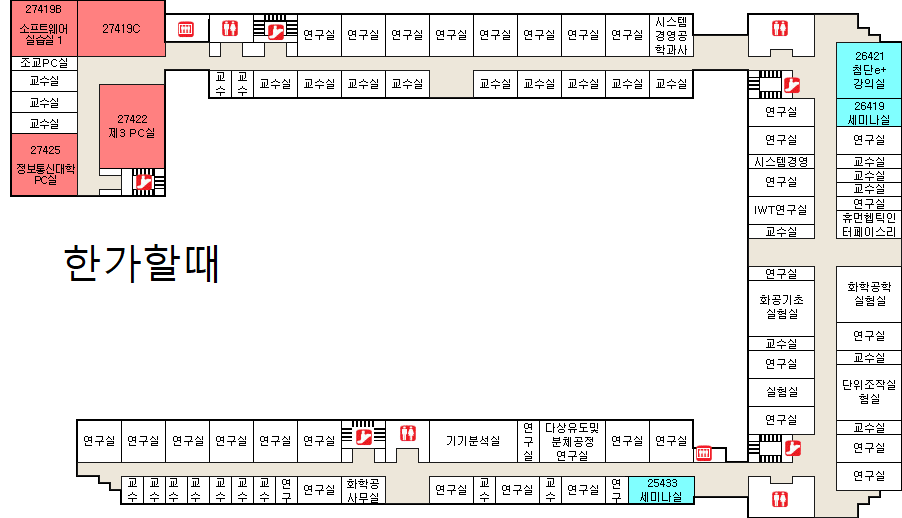 27419B
소프트웨어
실습실 1
27419C
조교PC실
교수실
교수실
교수실
27422
제3 PC실
27425
정보통신대학
PC실
연구실
연구실
연구실
연구실
연구실
연구실
연구실
연구실
시스템
경영공
학과사
교
수
교
수
교수실
교수실
교수실
교수실
교수실
교수실
교수실
교수실
교수실
26421
첨단e+
강의실
26419
세미나실
연구실
연구실
시스템경영
연구실
IWT연구실
교수실
연구실
교수실
교수실
교수실
연구실
휴먼헵틱인
터페이스리
한가할때
연구실
화공기초
실험실
교수실
연구실
실험실
연구실
화학공학
실험실
연구실
교수실
단위조작실
험실
교수실
연구실
연구실
연구실
연구실
연구실
연구실
연구실
연구실
기기분석실
연
구
실
다상유도및
분체공정
연구실
연구실
연구실
교
수
교
수
교
수
교
수
교
수
교
수
교
수
연
구
연구실
화학공
사무실
연구실
교
수
연구실
교
수
연구실
연
구
25433
세미나실